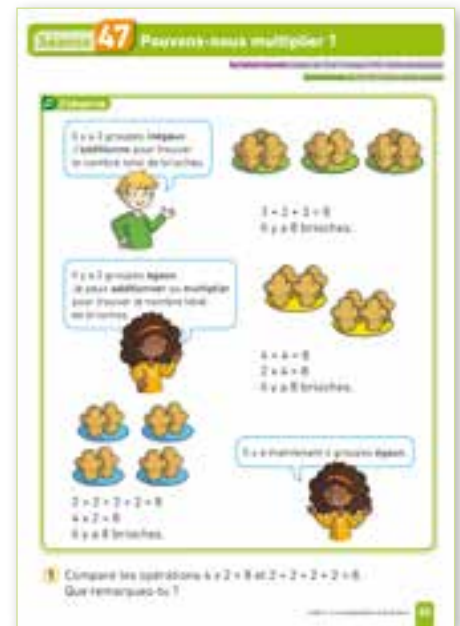 Séance 47 Pouvons-nous multiplier ?
J'observe
Il y a 3 groupes inégaux.
J'additionne pour trouver
le nombre total de brioches.
3 + 2 + 3 = 8
Il y a 8 brioches.
Il y a 2 groupes égaux.
Je peux additionner ou multiplier
pour trouver le nombre total
de brioches.
4 + 4 = 8
2 x 4 = 8
Il y a 8 brioches.
Il y a maintenant 4 groupes égaux.
2 + 2 + 2 + 2 = 8
4 x 2 = 8
Il y a 8 brioches.
1 Compare les opérations 4 x 2 = 8 et 2 + 2 + 2 + 2 = 8.
Que remarques-tu ?